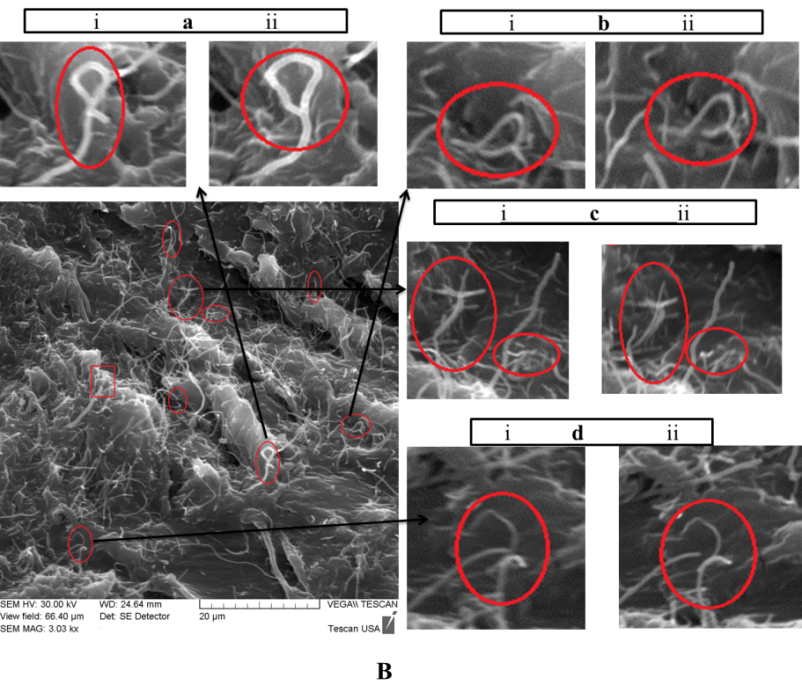 i a ii
i b ii
i c ii
i d ii
SEM HV: 30.00 kV WD: 24.64 mm VEGA\\ TESCAN
View field: 66.40 µm Det: SE Detector 20 µm
SEM MAG: 3.03 kx Tescan USA
B